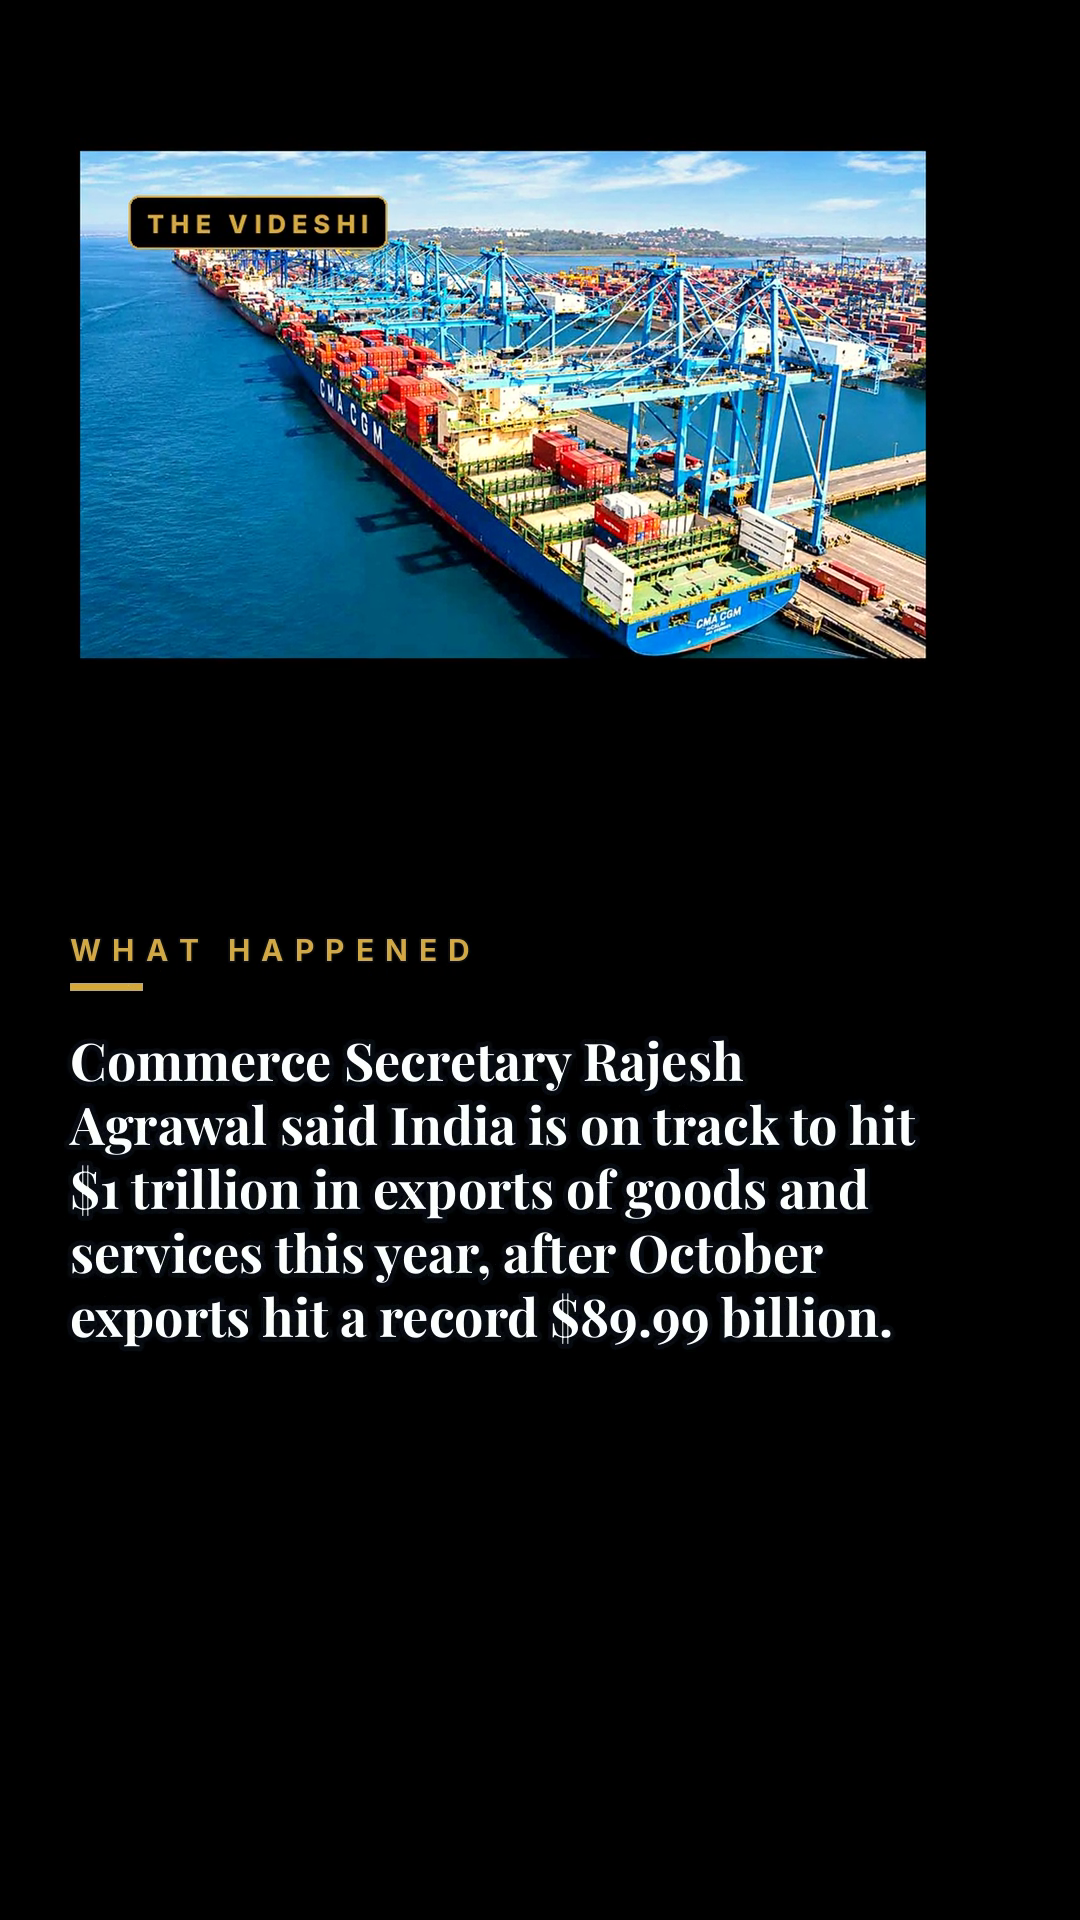 THE VIDESHI
CMA CGM
CMA CGM
WHAT HAPPENED
Commerce Secretary Rajesh
Agrawal said India is on track to hit
$1 trillion in exports of goods and
services this year, after October
exports hit a record $89.99 billion.